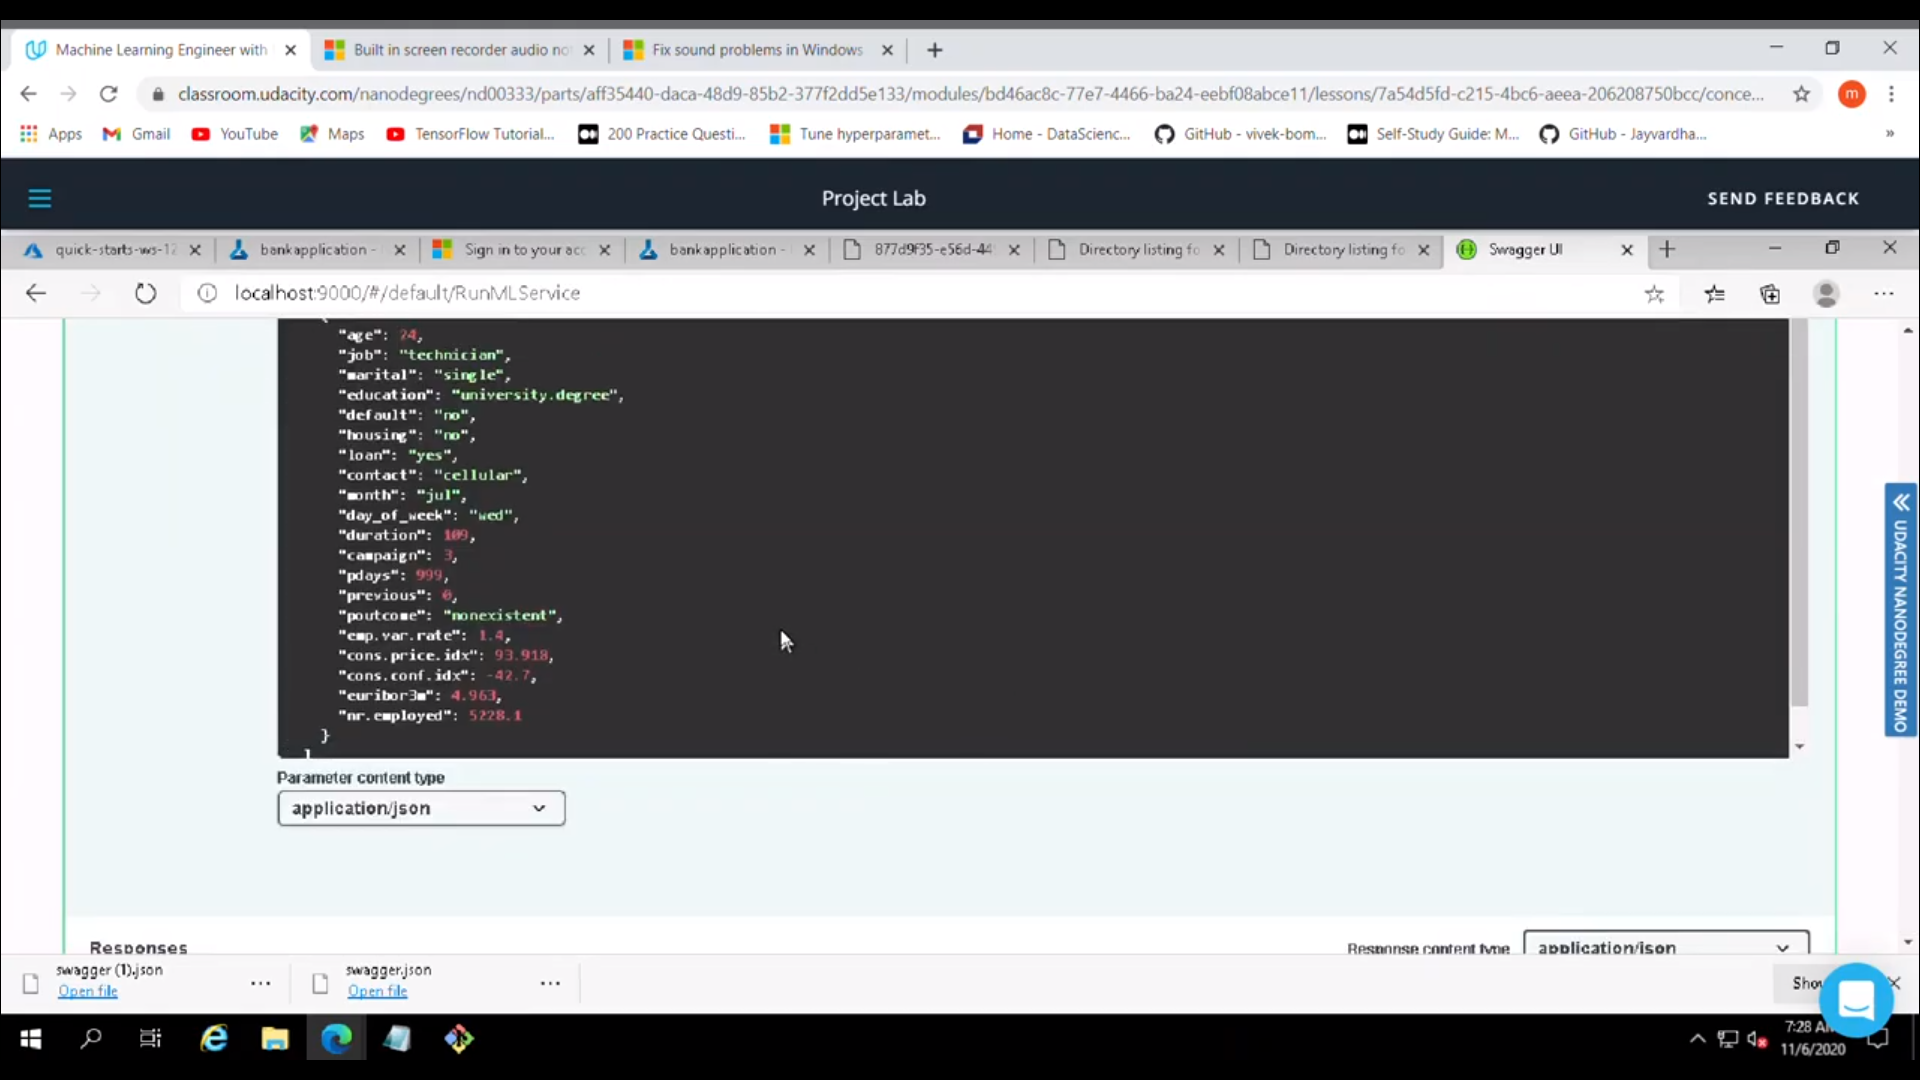 Machine Learning Engineer with
Built in screen recorder audio no
Fix sound problems in Windows
classroom.udacity.com/nanodegrees/nd00333/parts/aff35440-daca-48d9-85b2-377f2dd5e133/modules/bd46ac8c-77e7-4466-ba24-eebf08abce11/lessons/7a54d5fd-c215-4bc6-aeea-206208750bcc/conce...
m
Apps
Gmail
YouTube
Maps
TensorFlow Tutorial...
200 Practice Questi...
Tune hyperparamet...
Home - DataScienc...
GitHub - vivek-bom...
Self-Study Guide: M...
GitHub - Jayvardha...
Project Lab
SEND FEEDBACK
quick-starts-ws-12
bankapplication -
Sign in to your acc
bankapplication -
877d9f35-e56d-44
Directory listing fo
Directory listing fo
Swagger UI
localhost:9000/#/default/RunMLService
{
"age": 24,
"job": "technician",
"marital": "single",
"education": "university.degree",
"default": "no",
"housing": "no",
"loan": "yes",
"contact": "cellular",
"month": "jul",
"day_of_week": "wed",
"duration": 109,
"campaign": 3,
"pdays": 999,
"previous": 0,
"poutcome": "nonexistent",
"emp.var.rate": 1.4,
"cons.price.idx": 93.918,
"cons.conf.idx": -42.7,
"euribor3m": 4.963,
"nr.employed": 5228.1
}
]
Parameter content type
application/json
UDACITY NANODEGREE DEMO
Responses
Response content type
application/json
swagger (1).json
Open file
swagger.json
Open file
Show
7:28 AM
11/6/2020